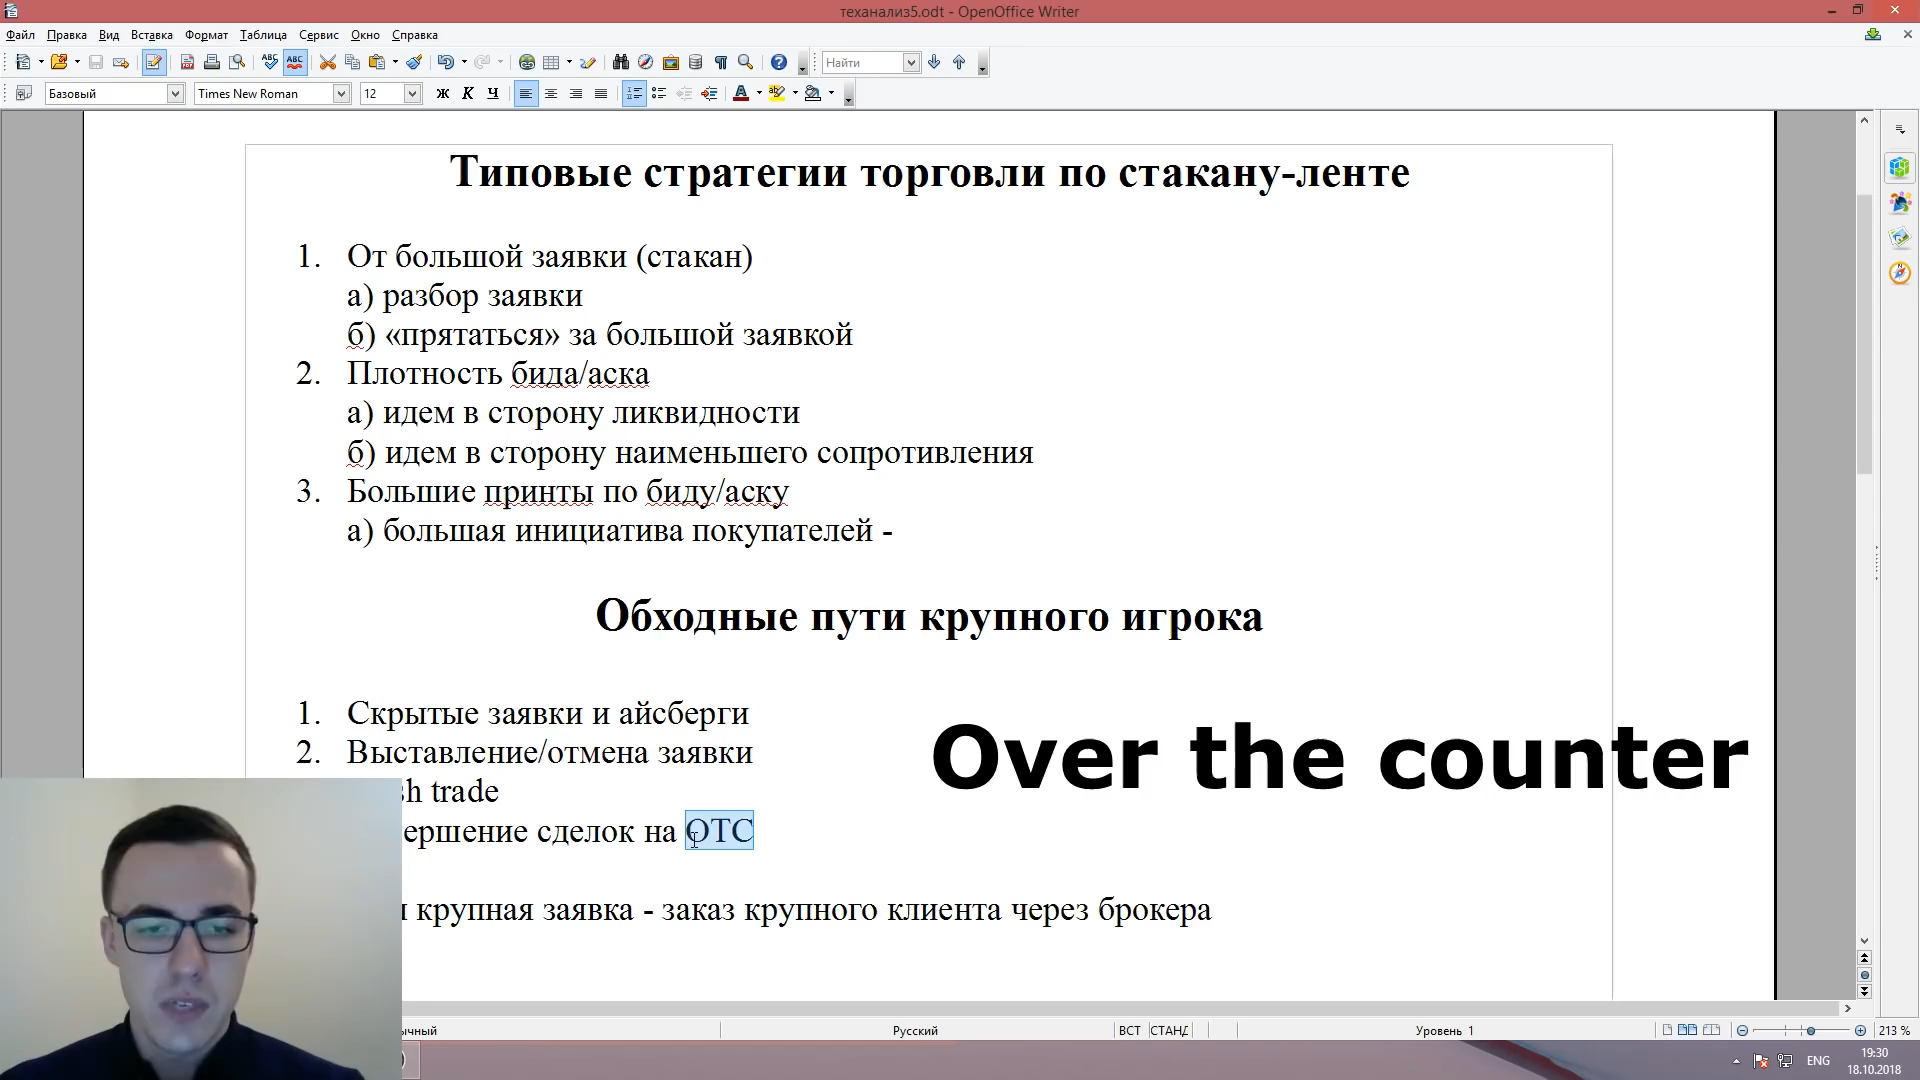 теханализ5.odt - OpenOffice Writer
Файл Правка Вид Вставка Формат Таблица Сервис Окно Справка
Найти
Базовый Times New Roman 12 Ж К Ч
Типовые стратегии торговли по стакану-ленте
1. От большой заявки (стакан)
а) разбор заявки
б) «прятаться» за большой заявкой
2. Плотность бида/аска
а) идем в сторону ликвидности
б) идем в сторону наименьшего сопротивления
3. Большие принты по биду/аску
а) большая инициатива покупателей -
Обходные пути крупного игрока
1. Скрытые заявки и айсберги
2. Выставление/отмена заявки
Over the counter
sh trade
ершение сделок на OTC
крупная заявка - заказ крупного клиента через брокера
ычный Русский ВСТ СТАНД Уровень 1 213 %
ENG 19:30
18.10.2018